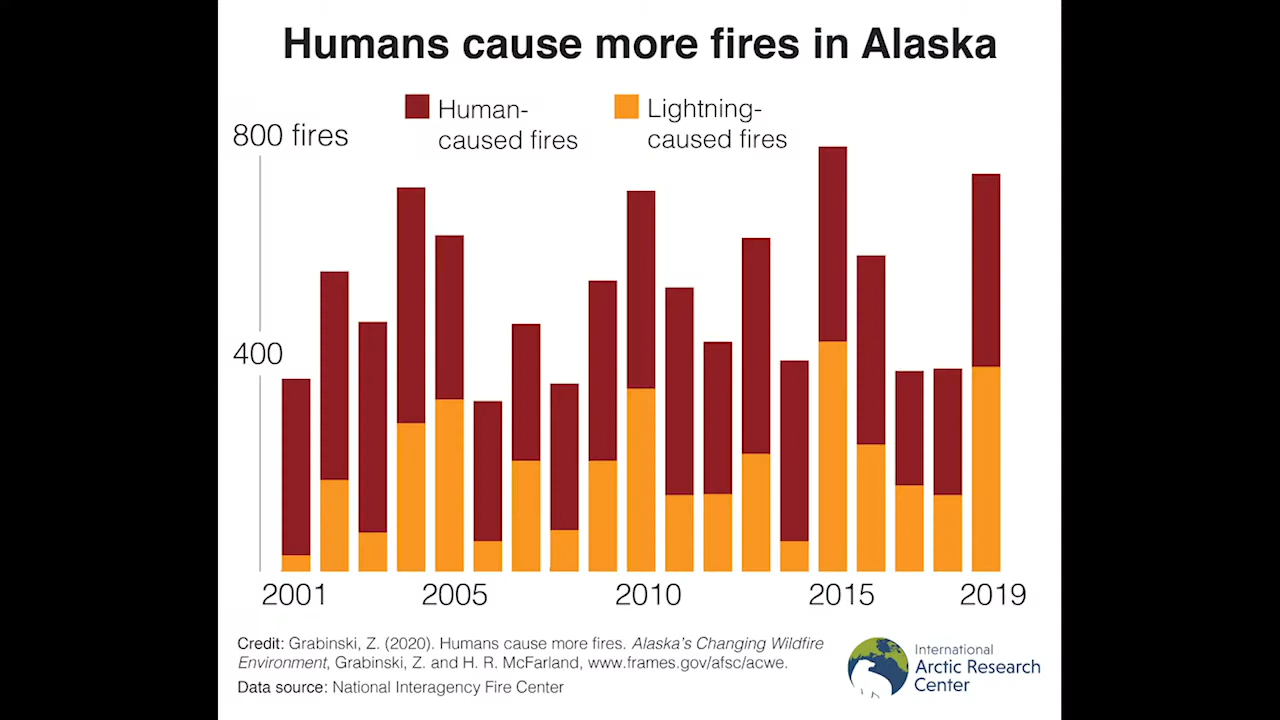 Humans cause more fires in Alaska
Human-
caused fires
Lightning-
caused fires
800 fires
400
2001
2005
2010
2015
2019
Credit: Grabinski, Z. (2020). Humans cause more fires. Alaska's Changing Wildfire
Environment, Grabinski, Z. and H. R. McFarland, www.frames.gov/afsc/acwe.
Data source: National Interagency Fire Center
International
Arctic Research
Center